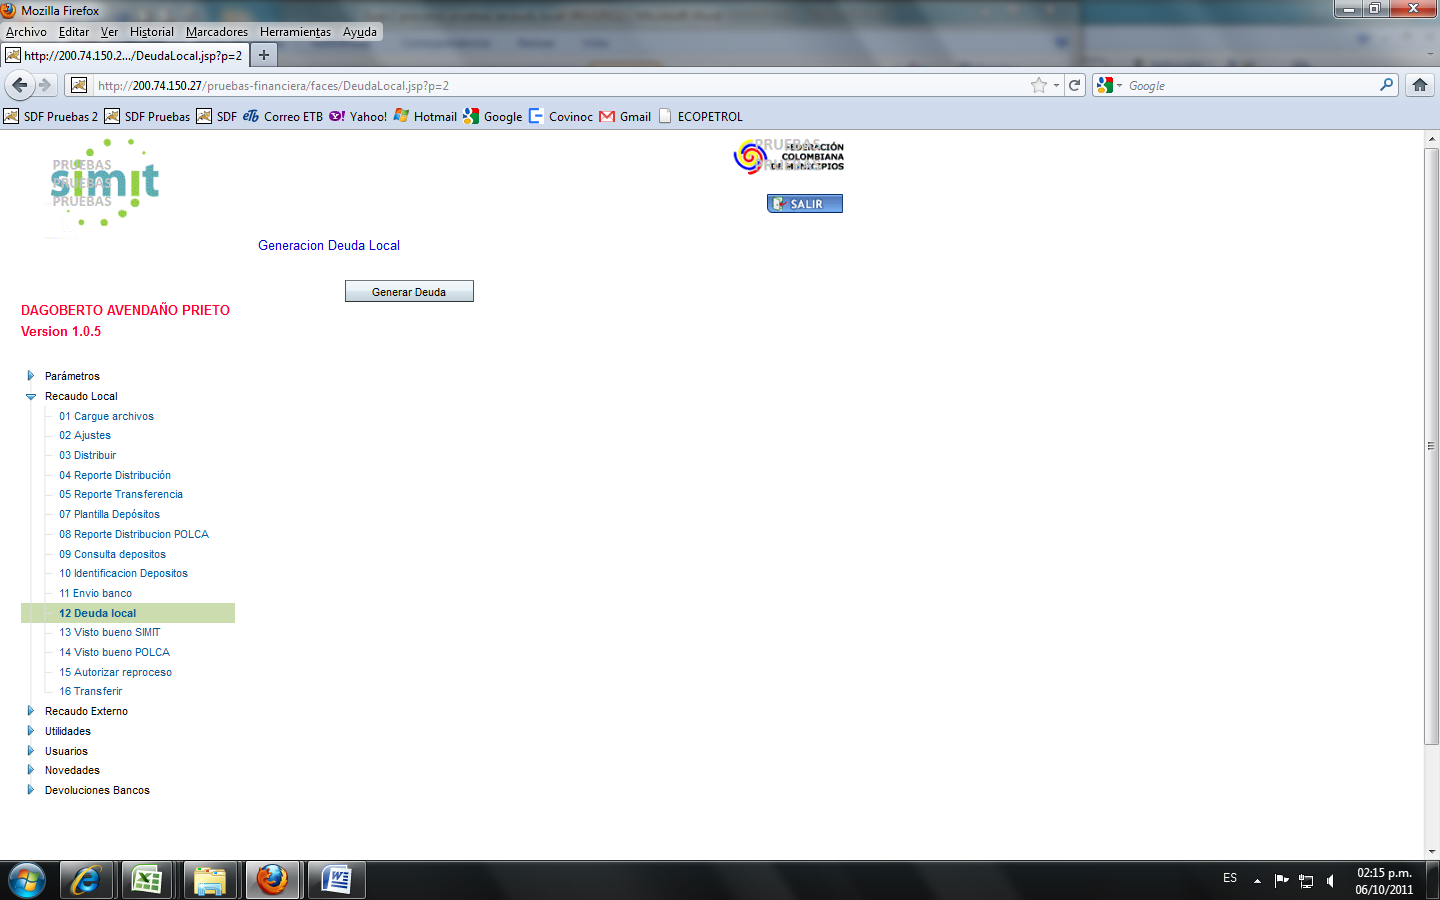 Mozilla Firefox
Archivo Editar Ver Historial Marcadores Herramientas Ayuda
http://200.74.150.2.../DeudaLocal.jsp?p=2
http://200.74.150.27/pruebas-financiera/faces/DeudaLocal.jsp?p=2
Google
SDF Pruebas 2 SDF Pruebas SDF Correo ETB Yahoo! Hotmail Google Covinoc Gmail ECOPETROL
PRUEBAS
simit
PRUEBAS
PRUEBAS
PRUEBAS
FEDERACIÓN
COLOMBIANA
DE MUNICIPIOS
SALIR
Generacion Deuda Local
Generar Deuda
DAGOBERTO AVENDAÑO PRIETO
Version 1.0.5
Parámetros
Recaudo Local
01 Cargue archivos
02 Ajustes
03 Distribuir
04 Reporte Distribución
05 Reporte Transferencia
07 Plantilla Depósitos
08 Reporte Distribucion POLCA
09 Consulta depositos
10 Identificacion Depositos
11 Envio banco
12 Deuda local
13 Visto bueno SIMIT
14 Visto bueno POLCA
15 Autorizar reproceso
16 Transferir
Recaudo Externo
Utilidades
Usuarios
Novedades
Devoluciones Bancos
ES
02:15 p.m.
06/10/2011